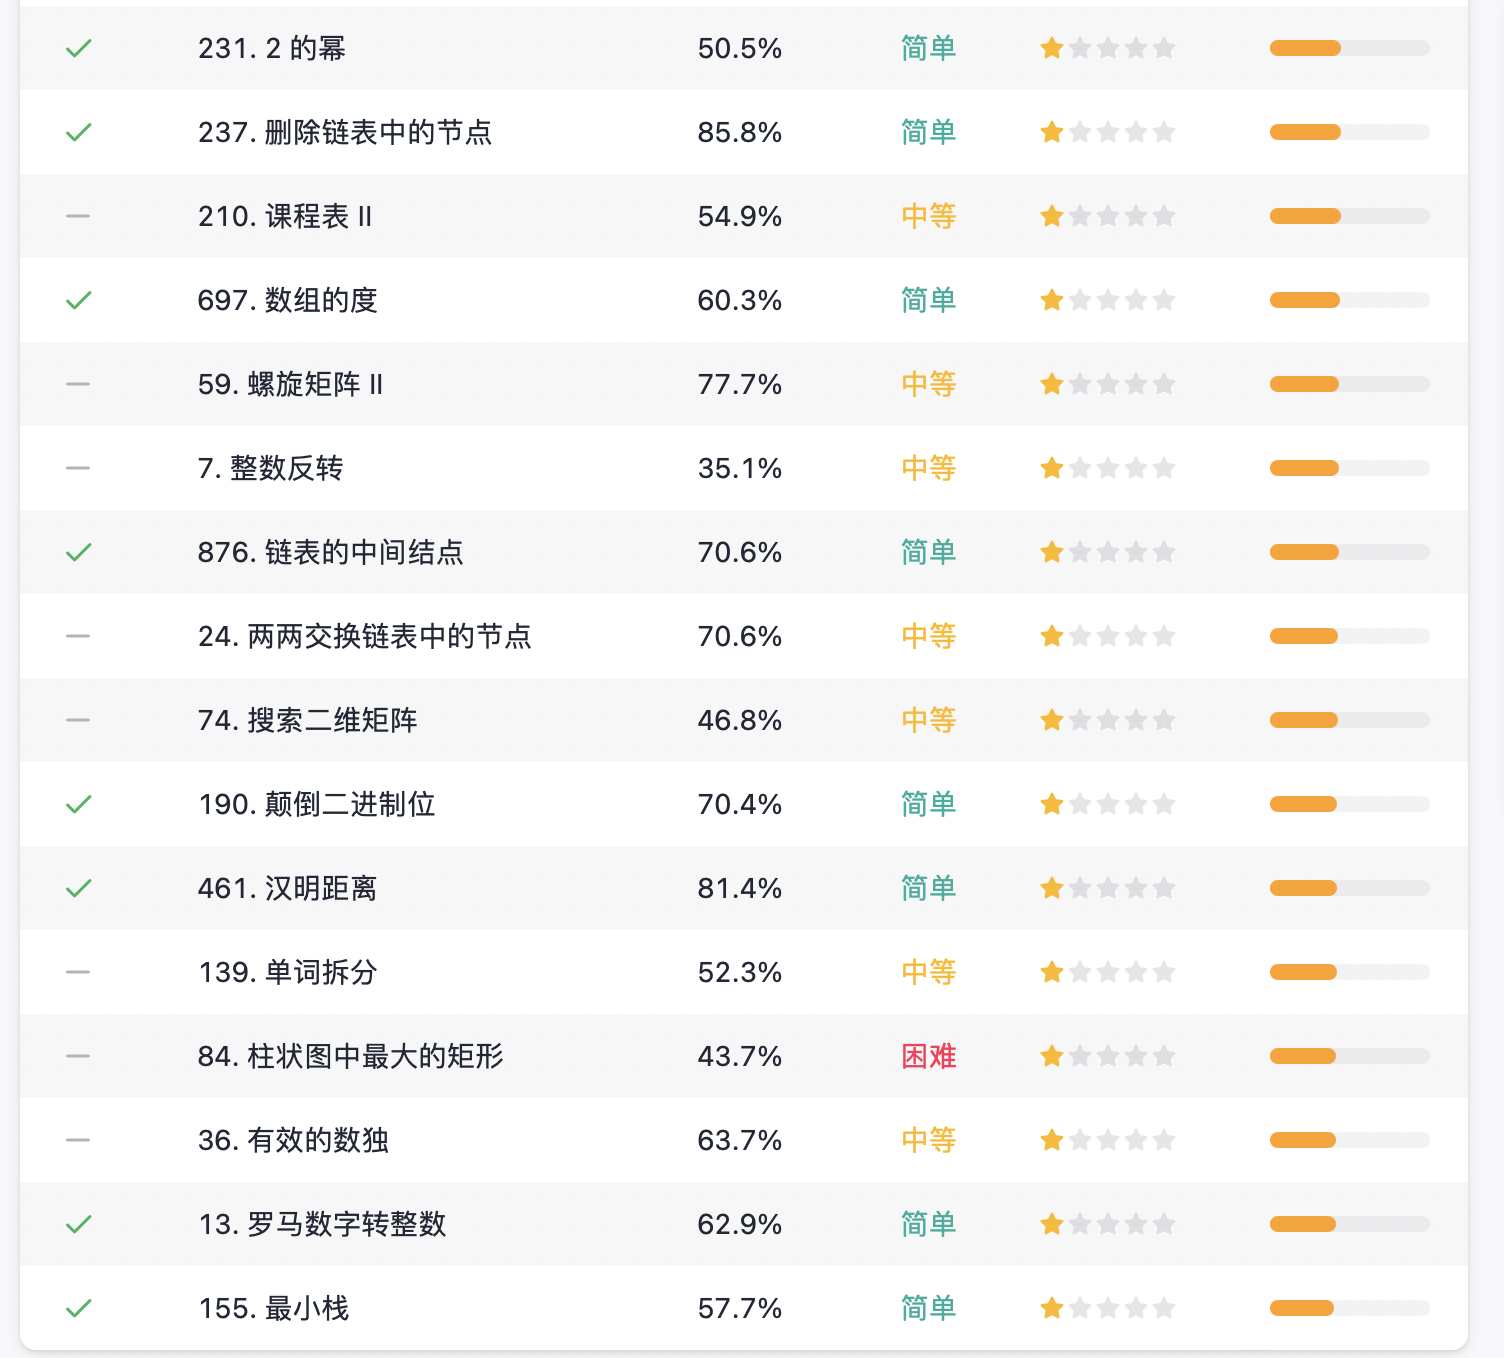 231. 2 的幂 50.5% 简单
237. 删除链表中的节点 85.8% 简单
210. 课程表 II 54.9% 中等
697. 数组的度 60.3% 简单
59. 螺旋矩阵 II 77.7% 中等
7. 整数反转 35.1% 中等
876. 链表的中间结点 70.6% 简单
24. 两两交换链表中的节点 70.6% 中等
74. 搜索二维矩阵 46.8% 中等
190. 颠倒二进制位 70.4% 简单
461. 汉明距离 81.4% 简单
139. 单词拆分 52.3% 中等
84. 柱状图中最大的矩形 43.7% 困难
36. 有效的数独 63.7% 中等
13. 罗马数字转整数 62.9% 简单
155. 最小栈 57.7% 简单